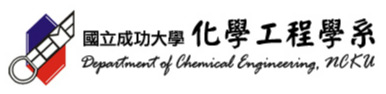 國立成功大學 化學工程學系
Department of Chemical Engineering, NCKU